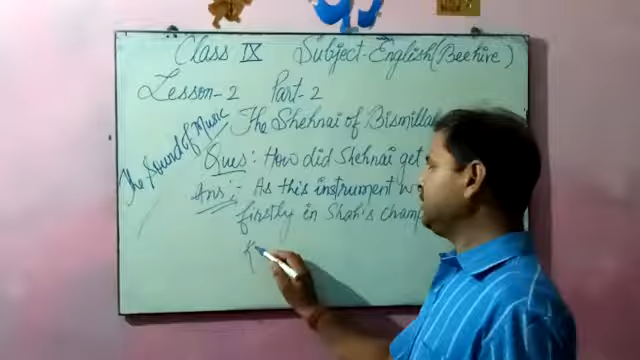 Class IX Subject-English (Beehive)
Lesson-2 Part-2
The Sound of Music
The Shehnai of Bismillah
Ques: How did Shehnai get
Ans:- As this instrument
firstly in Shah's